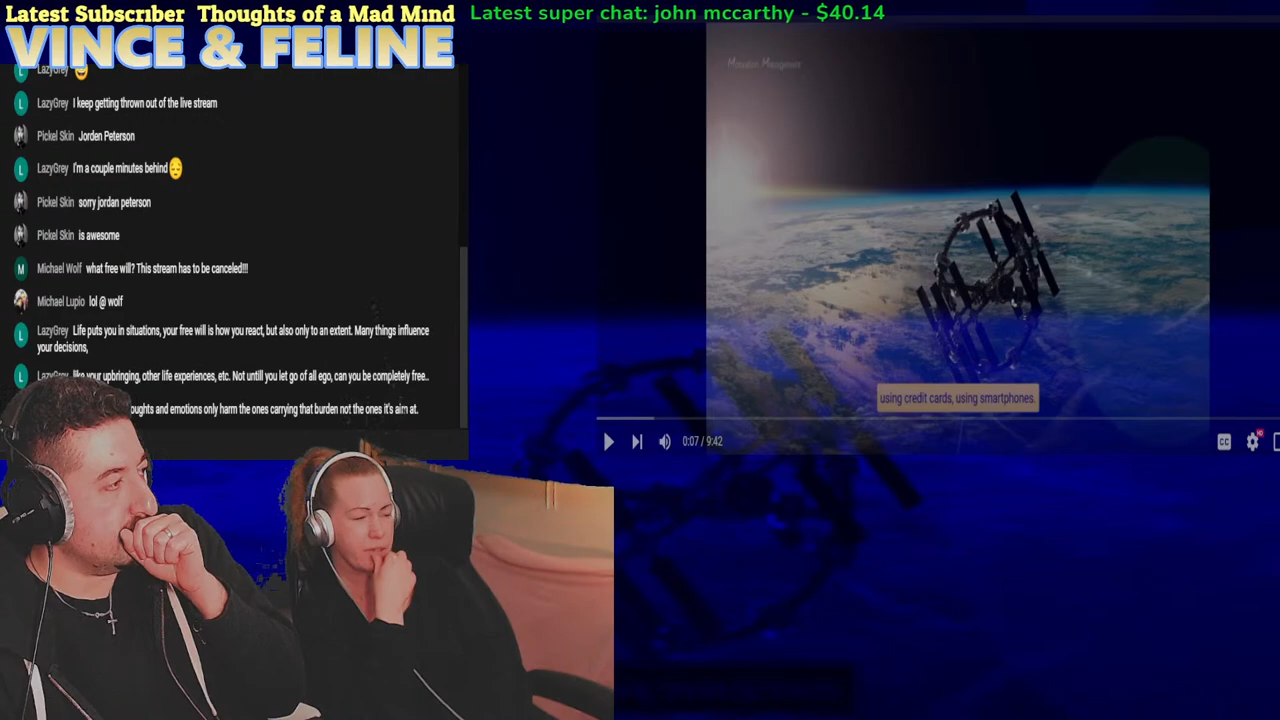 Latest Subscriber Thoughts of a Mad Mind
Latest super chat: john mccarthy - $40.14
VINCE & FELINE
LazyGrey
LazyGrey I keep getting thrown out of the live stream
Pickel Skin Jorden Peterson
LazyGrey I'm a couple minutes behind
Pickel Skin sorry jordan peterson
Pickel Skin is awesome
Michael Wolf what free will? This stream has to be canceled!!!
Michael Lupio lol @ wolf
LazyGrey Life puts you in situations, your free will is how you react, but also only to an extent. Many things influence
your decisions,
LazyGrey like your upbringing, other life experiences, etc. Not untill you let go of all ego, can you be completely free..
oughts and emotions only harm the ones carrying that burden not the ones it's aim at.
using credit cards, using smartphones.
0:07 / 9:42
CC
HD